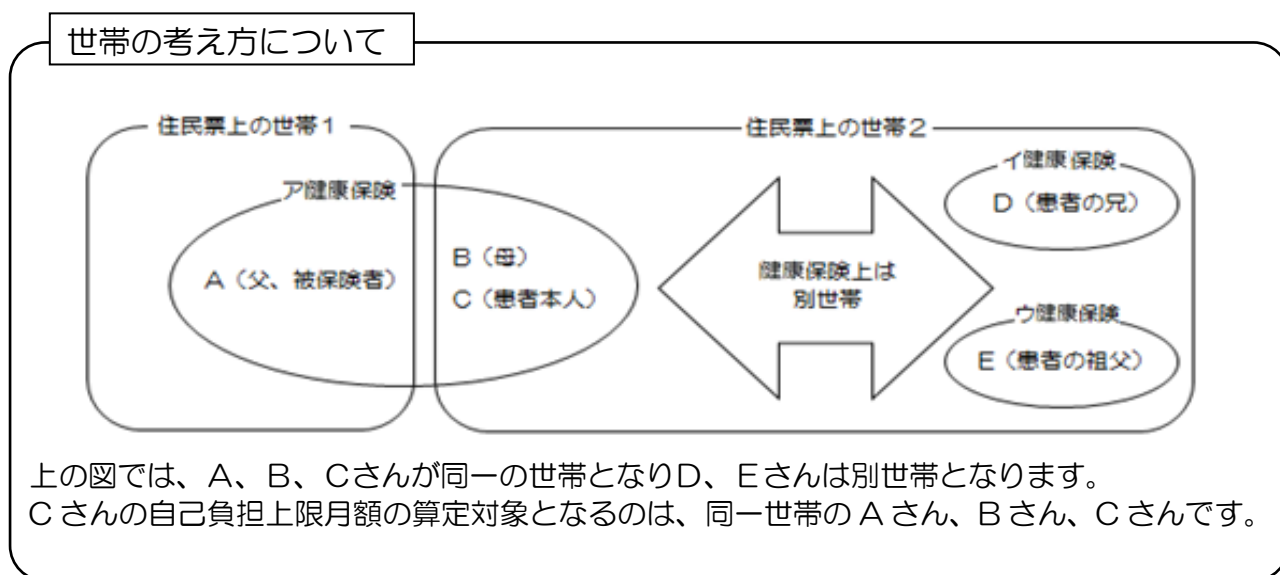 世帯の考え方について
住民票上の世帯１
住民票上の世帯２
ア健康保険
A（父、被保険者）
B（母）
C（患者本人）
健康保険上は
別世帯
イ健康保険
D（患者の兄）
ウ健康保険
E（患者の祖父）
上の図では、A、B、Cさんが同一の世帯となりD、Eさんは別世帯となります。
C さんの自己負担上限月額の算定対象となるのは、同一世帯の A さん、B さん、C さんです。